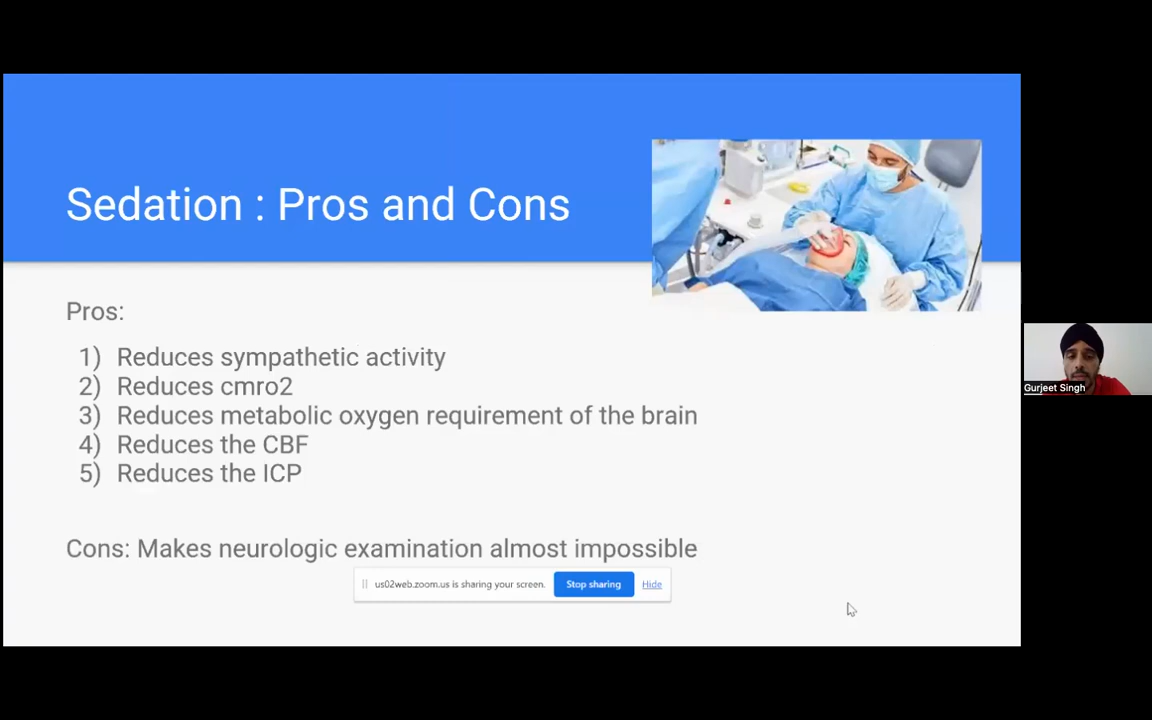 Sedation : Pros and Cons
Pros:
1) Reduces sympathetic activity
2) Reduces cmro2
3) Reduces metabolic oxygen requirement of the brain
4) Reduces the CBF
5) Reduces the ICP
Cons: Makes neurologic examination almost impossible
us02web.zoom.us is sharing your screen. Stop sharing Hide
Gurjeet Singh